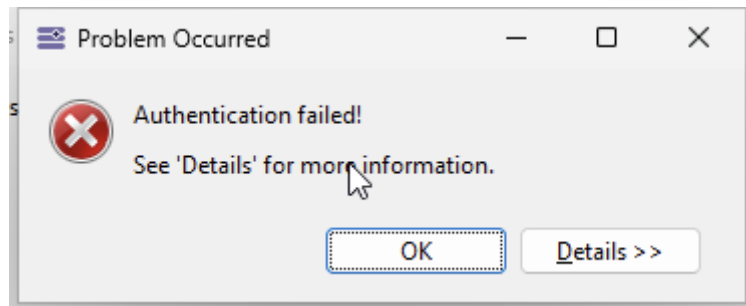 s
Problem Occurred
s
Authentication failed!
See 'Details' for more information.
OK
Details >>